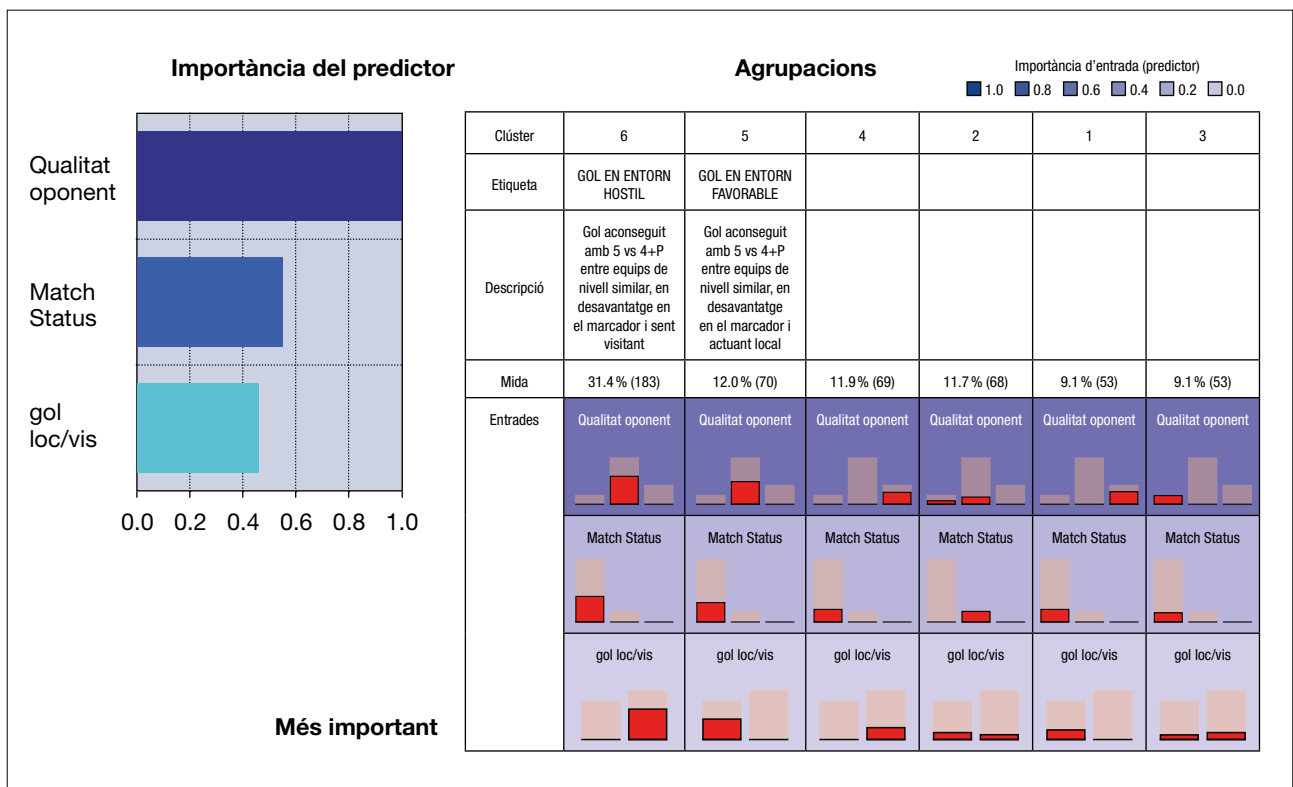 Importància del predictor
Agrupacions
Importància d'entrada (predictor)
1.0 0.8 0.6 0.4 0.2 0.0
Qualitat
oponent
Match
Status
gol
loc/vis
0.0 0.2 0.4 0.6 0.8 1.0
Més important
Clúster 6 5 4 2 1 3
Etiqueta
GOL EN ENTORN
HOSTIL
GOL EN ENTORN
FAVORABLE
Descripció
Gol aconseguit
amb 5 vs 4+P
entre equips de
nivell similar, en
desavantatge en
el marcador i sent
visitant
Gol aconseguit
amb 5 vs 4+P
entre equips de
nivell similar, en
desavantatge
en el marcador i
actuant local
Mida 31.4 % (183) 12.0 % (70) 11.9 % (69) 11.7 % (68) 9.1 % (53) 9.1 % (53)
Entrades Qualitat oponent Qualitat oponent Qualitat oponent Qualitat oponent Qualitat oponent Qualitat oponent
Match Status Match Status Match Status Match Status Match Status Match Status
gol loc/vis gol loc/vis gol loc/vis gol loc/vis gol loc/vis gol loc/vis